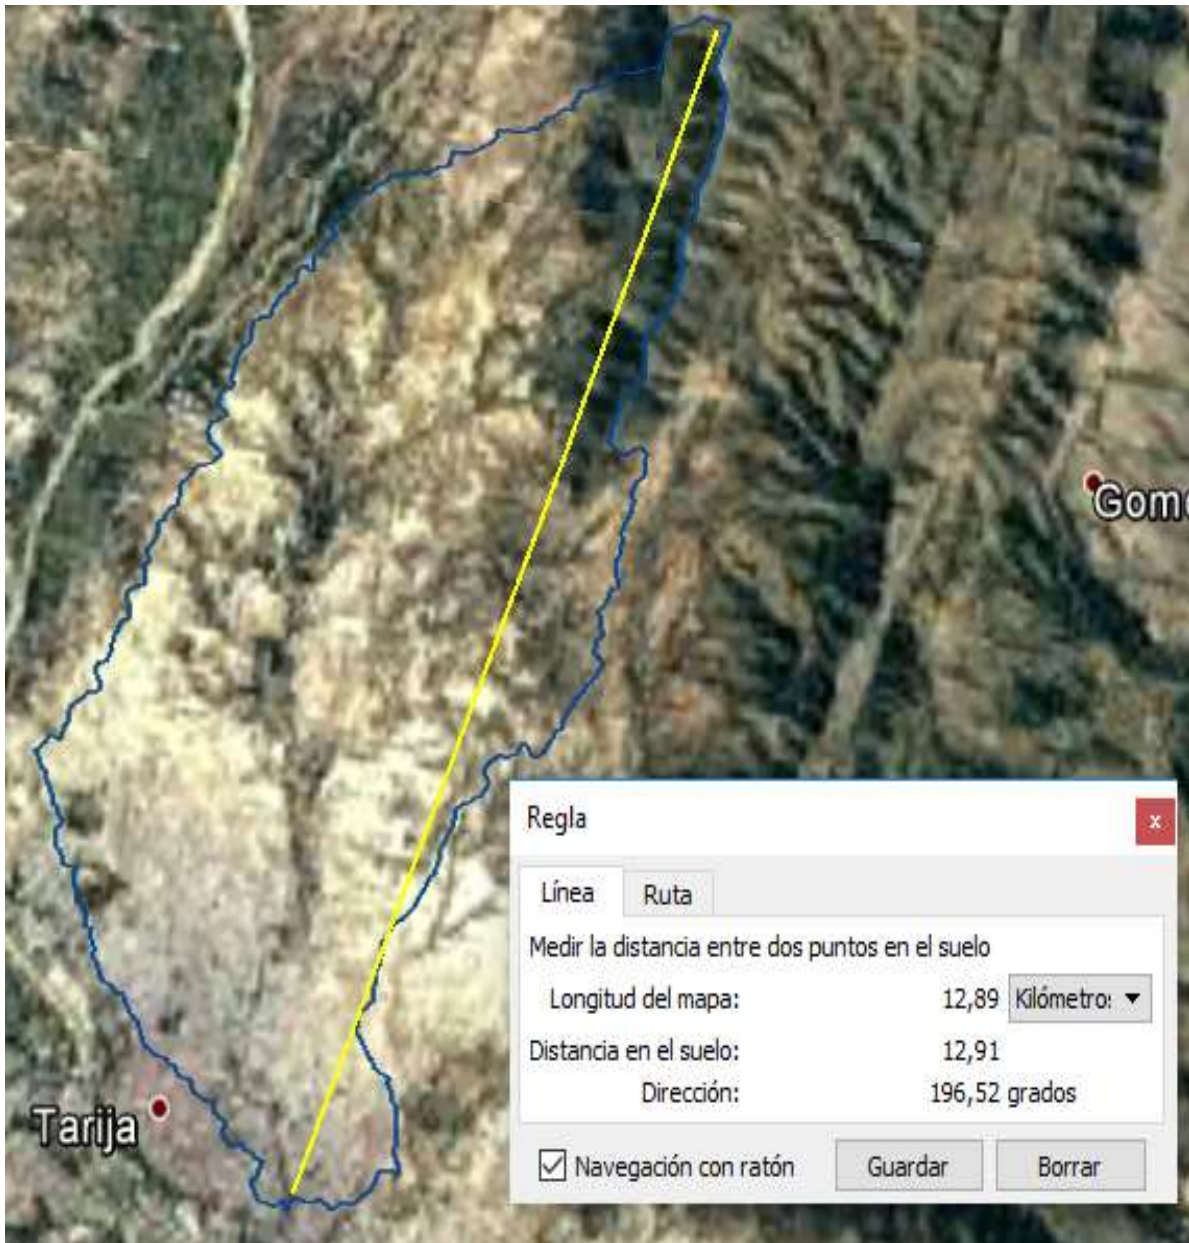 Gom
Regla
x
Línea Ruta
Medir la distancia entre dos puntos en el suelo
Longitud del mapa: 12,89 Kilómetro:
Distancia en el suelo: 12,91
Dirección: 196,52 grados
Tarija
Navegación con ratón Guardar Borrar